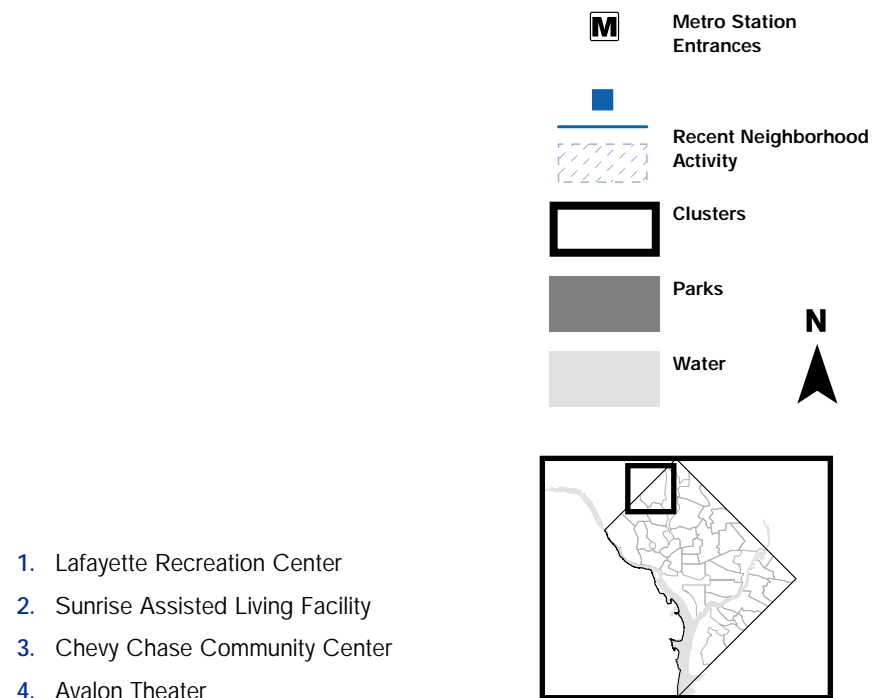 M
Metro Station
Entrances
Recent Neighborhood
Activity
Clusters
Parks
N
Water
1. Lafayette Recreation Center
2. Sunrise Assisted Living Facility
3. Chevy Chase Community Center
4. Avalon Theater